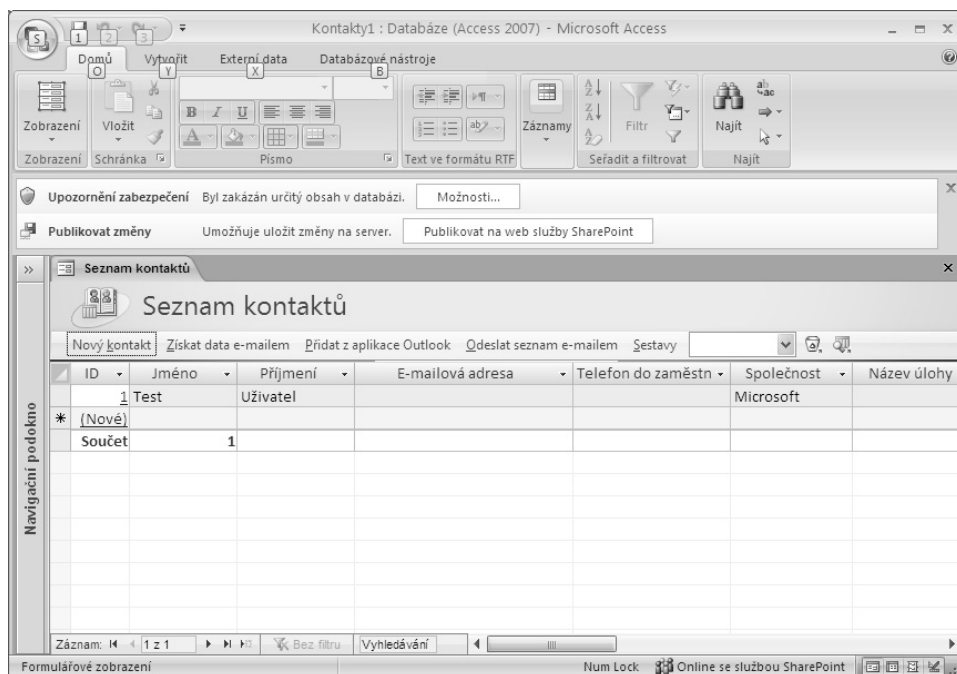 Kontakty1 : Databáze (Access 2007) - Microsoft Access
S 1 2 3
Domů Vytvořit Externí data Databázové nástroje
O Y X B
Zobrazení Vložit B I U Záznamy Filtr Najít
Zobrazení Schránka Písmo Text ve formátu RTF Seřadit a filtrovat Najít
Upozornění zabezpečení Byl zakázán určitý obsah v databázi. Možnosti...
Publikovat změny Umožňuje uložit změny na server. Publikovat na web služby SharePoint
Seznam kontaktů
Seznam kontaktů
Nový kontakt Získat data e-mailem Přidat z aplikace Outlook Odeslat seznam e-mailem Sestavy
ID Jméno Příjmení E-mailová adresa Telefon do zaměstn Společnost Název úlohy
1 Test Uživatel Microsoft
(Nové)
Součet 1
Navigační podokno
Záznam: 1 z 1 Bez filtru Vyhledávání
Formulářové zobrazení Num Lock Online se službou SharePoint